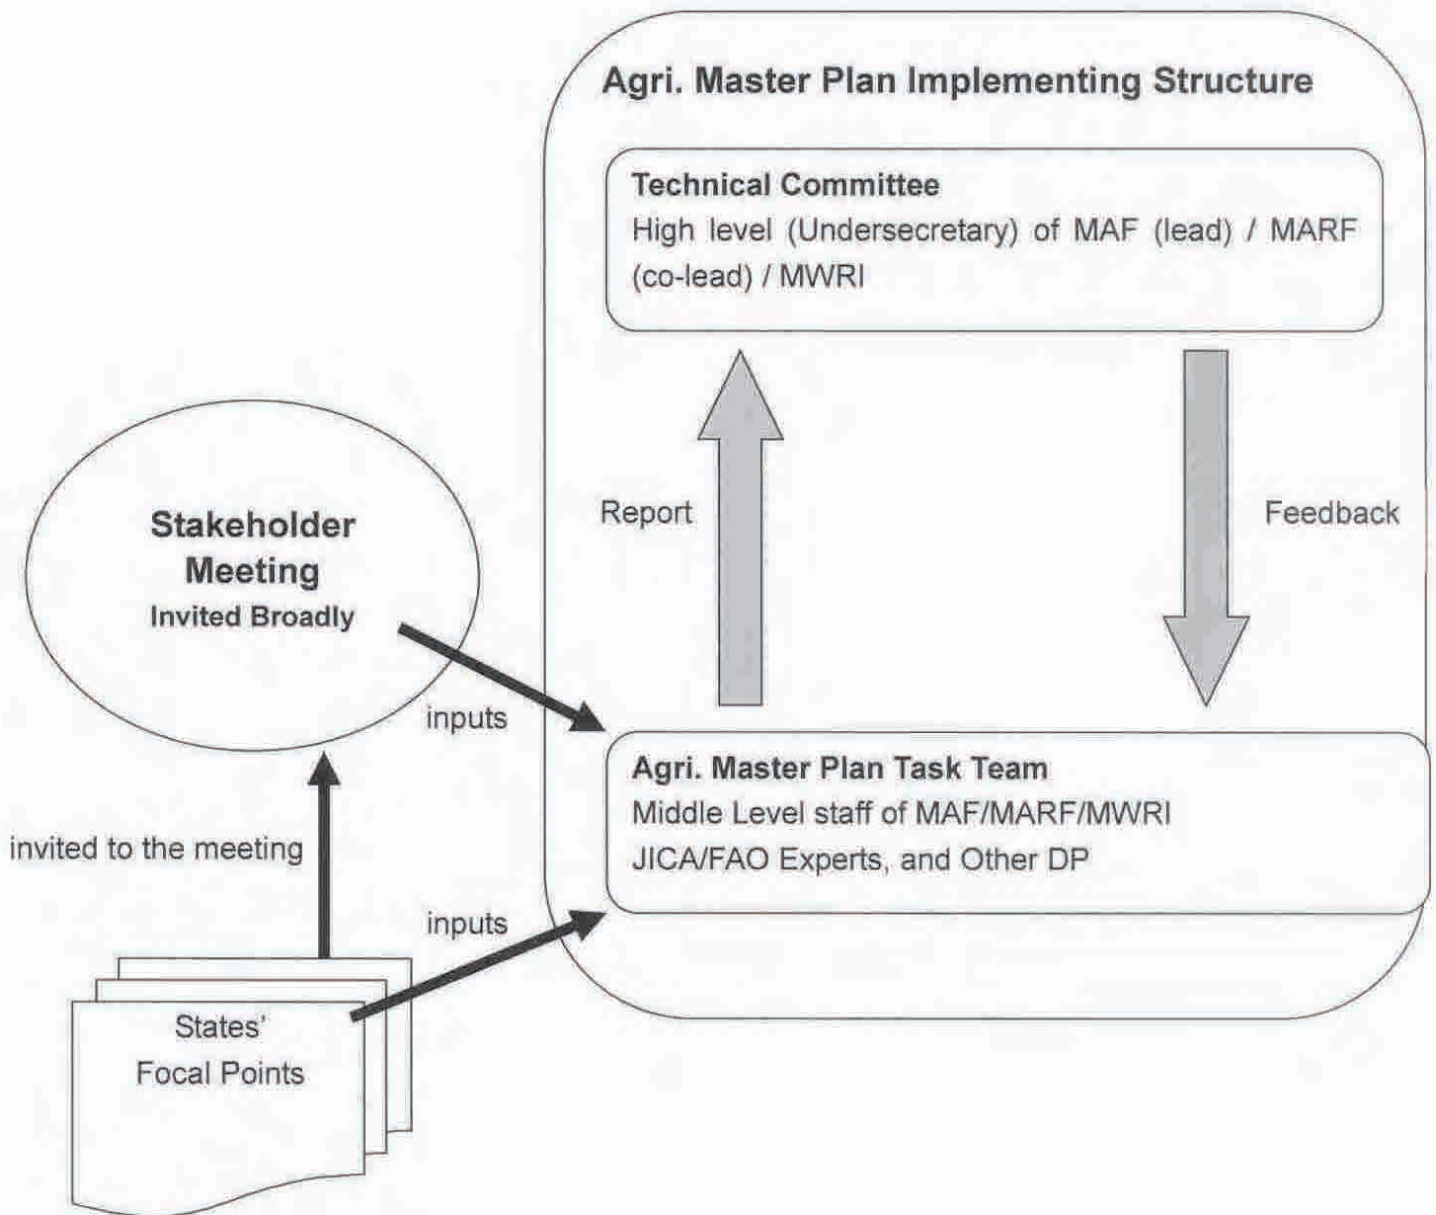 Agri. Master Plan Implementing Structure
Technical Committee
High level (Undersecretary) of MAF (lead) / MARF
(co-lead) / MWRI
Report
Feedback
Stakeholder
Meeting
Invited Broadly
inputs
Agri. Master Plan Task Team
Middle Level staff of MAF/MARF/MWRI
JICA/FAO Experts, and Other DP
invited to the meeting
inputs
States'
Focal Points